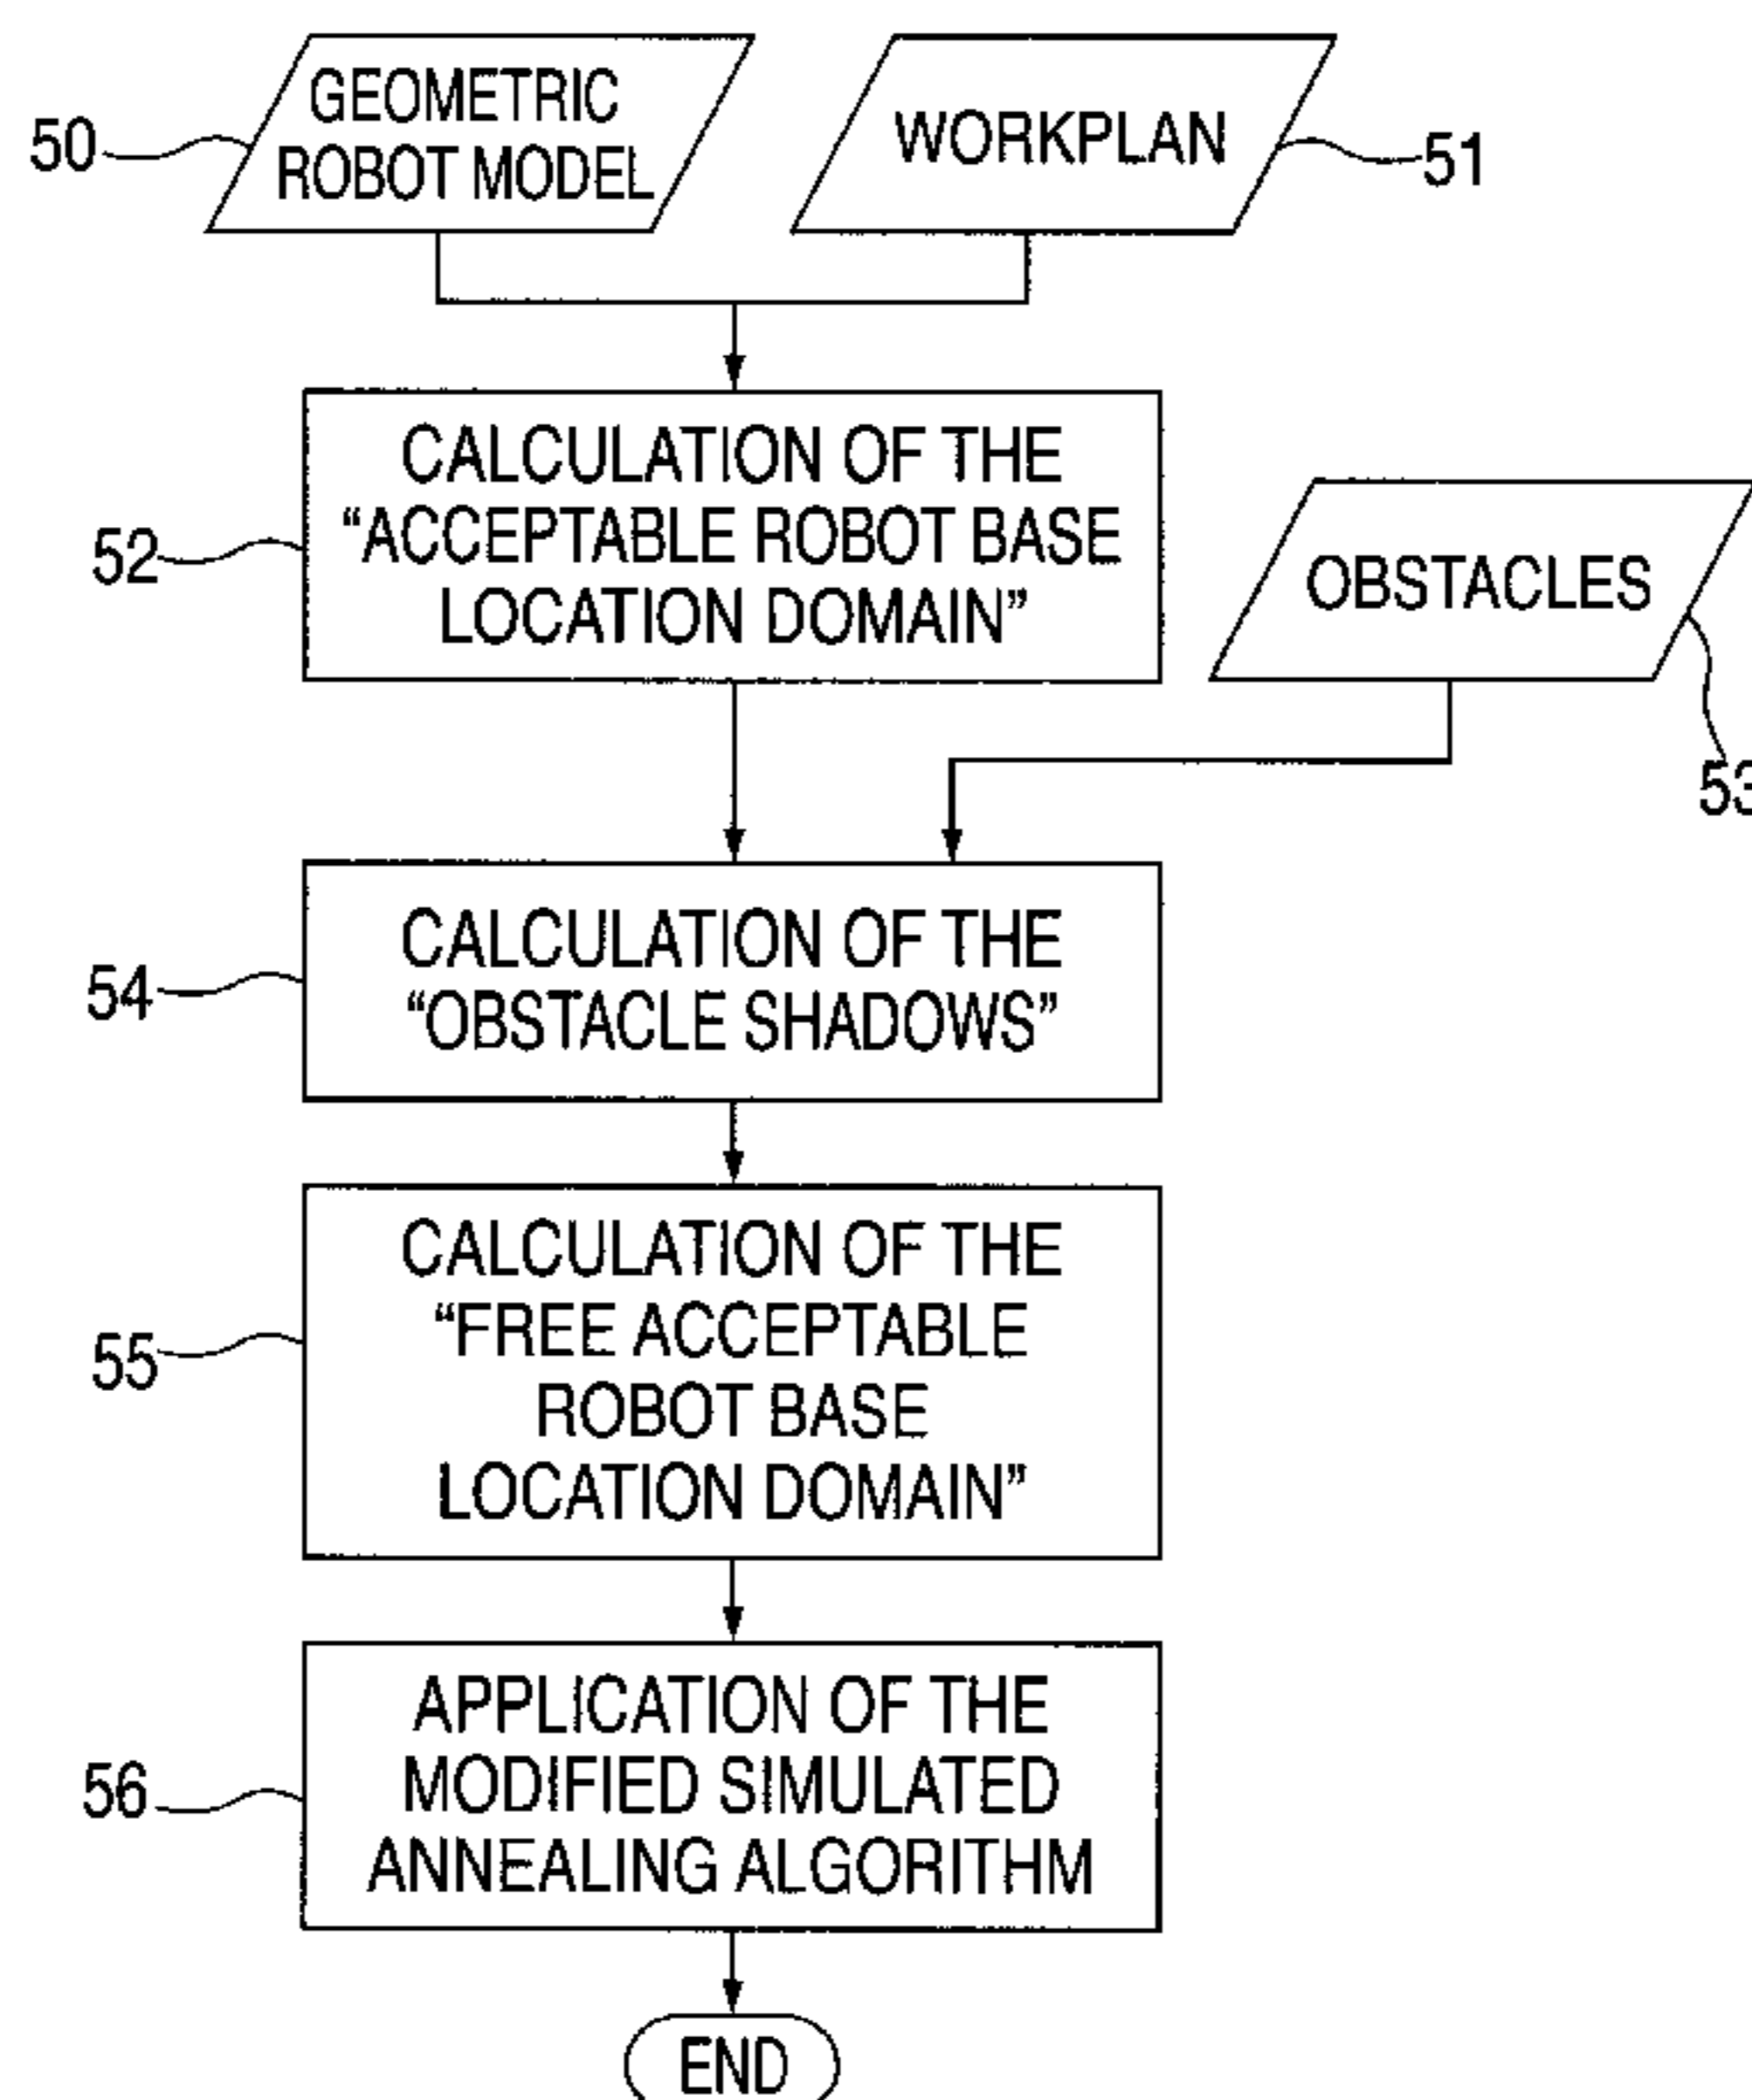 GEOMETRIC
ROBOT MODEL
50
WORKPLAN
51
CALCULATION OF THE
“ACCEPTABLE ROBOT BASE
LOCATION DOMAIN”
52
OBSTACLES
53
CALCULATION OF THE
“OBSTACLE SHADOWS”
54
CALCULATION OF THE
“FREE ACCEPTABLE
ROBOT BASE
LOCATION DOMAIN”
55
APPLICATION OF THE
MODIFIED SIMULATED
ANNEALING ALGORITHM
56
END